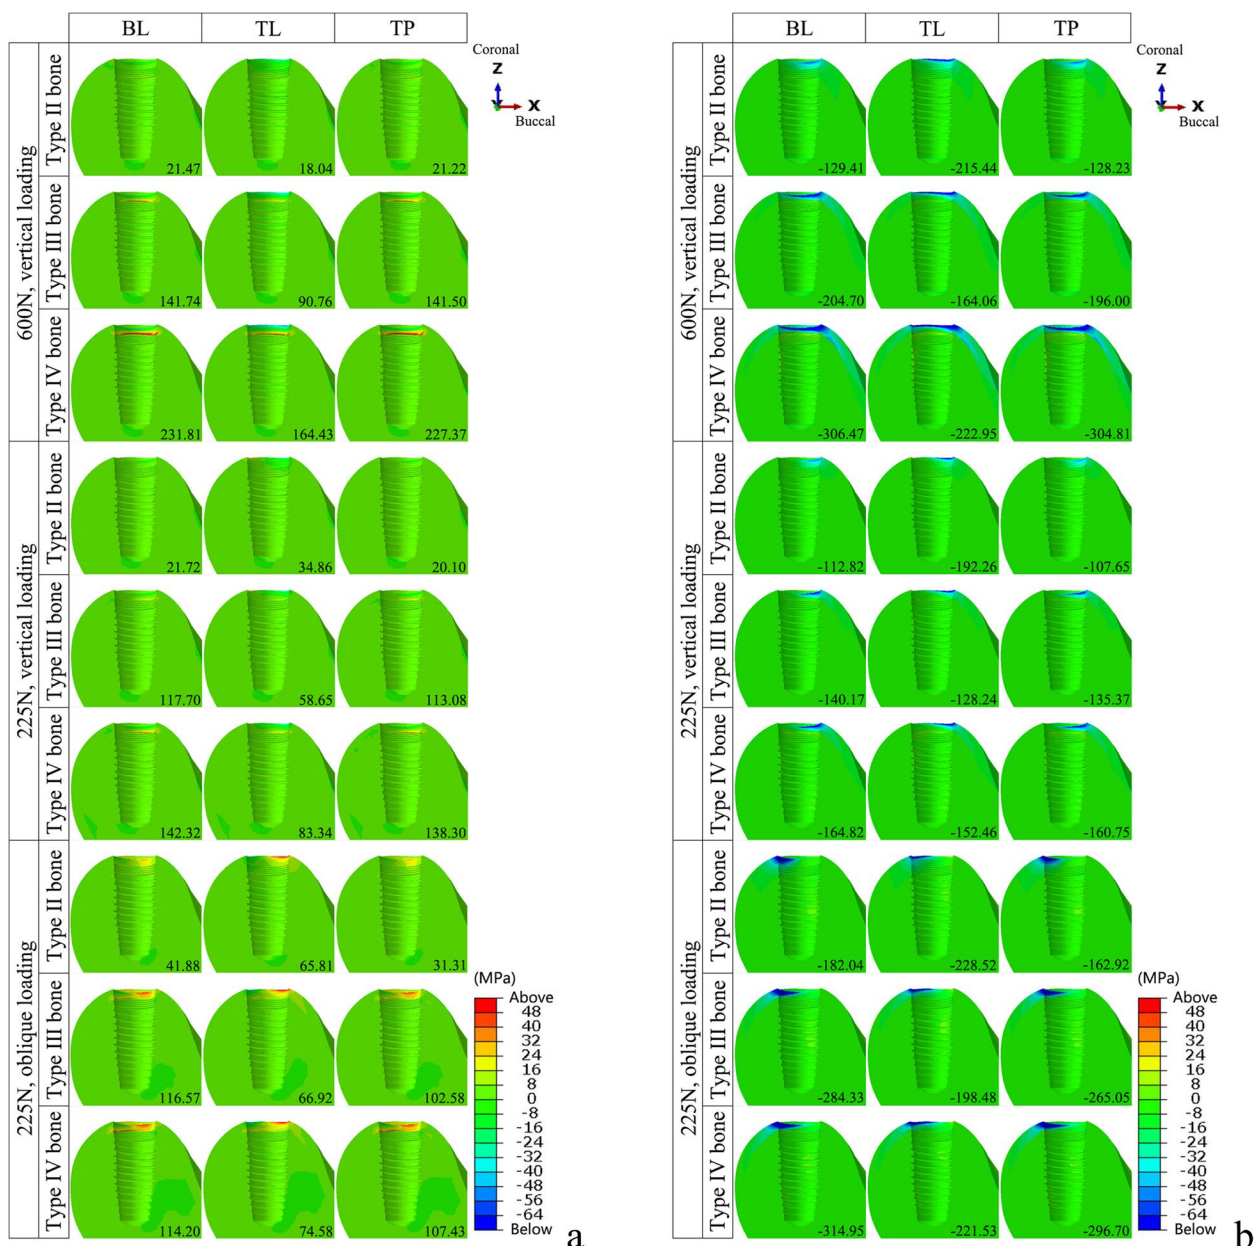 BL TL TP
Coronal
Z
Y X
Buccal
600N, vertical loading
Type II bone
21.47 18.04 21.22
Type III bone
141.74 90.76 141.50
Type IV bone
231.81 164.43 227.37
225N, vertical loading
Type II bone
21.72 34.86 20.10
Type III bone
117.70 58.65 113.08
Type IV bone
142.32 83.34 138.30
225N, oblique loading
Type II bone
41.88 65.81 31.31
Type III bone
116.57 66.92 102.58
Type IV bone
114.20 74.58 107.43
(MPa)
Above
48
40
32
24
16
8
0
-8
-16
-24
-32
-40
-48
-56
-64
Below
a
BL TL TP
Coronal
Z
Y X
Buccal
600N, vertical loading
Type II bone
-129.41 -215.44 -128.23
Type III bone
-204.70 -164.06 -196.00
Type IV bone
-306.47 -222.95 -304.81
225N, vertical loading
Type II bone
-112.82 -192.26 -107.65
Type III bone
-140.17 -128.24 -135.37
Type IV bone
-164.82 -152.46 -160.75
225N, oblique loading
Type II bone
-182.04 -228.52 -162.92
Type III bone
-284.33 -198.48 -265.05
Type IV bone
-314.95 -221.53 -296.70
(MPa)
Above
48
40
32
24
16
8
0
-8
-16
-24
-32
-40
-48
-56
-64
Below
b